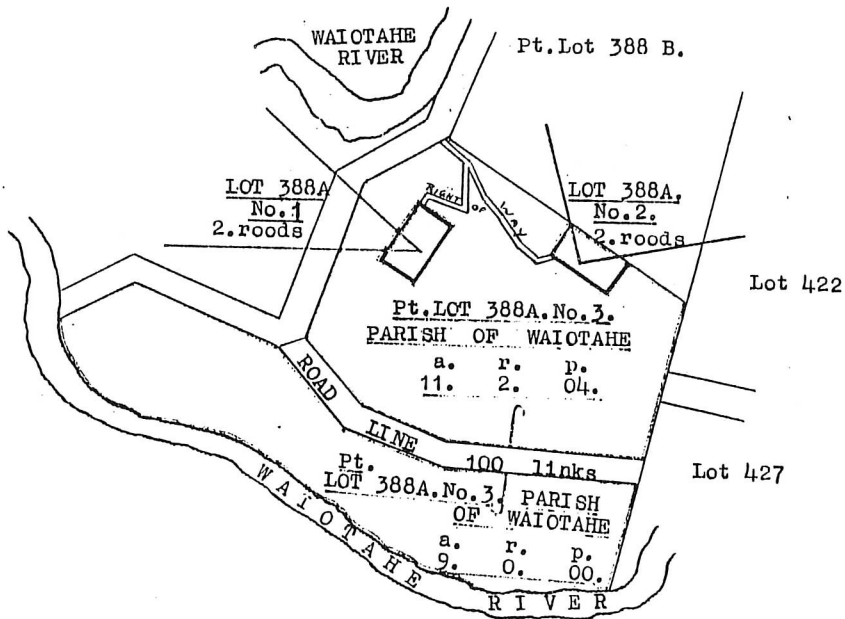 WAIOTAHE
RIVER
Pt.Lot 388 B.
LOT 388A
No.1
2.roods
RIGHT OF WAY
LOT 388A.
No.2.
2.roods
Lot 422
Pt.LOT 388A.No.3.
PARISH OF WAIOTAHE
a. r. p.
11. 2. 04.
ROAD LINE
100 links
Lot 427
Pt.
LOT 388A.No.3. PARISH
OF WAIOTAHE
a. r. p.
9. 0. 00.
WAIOTAHE RIVER